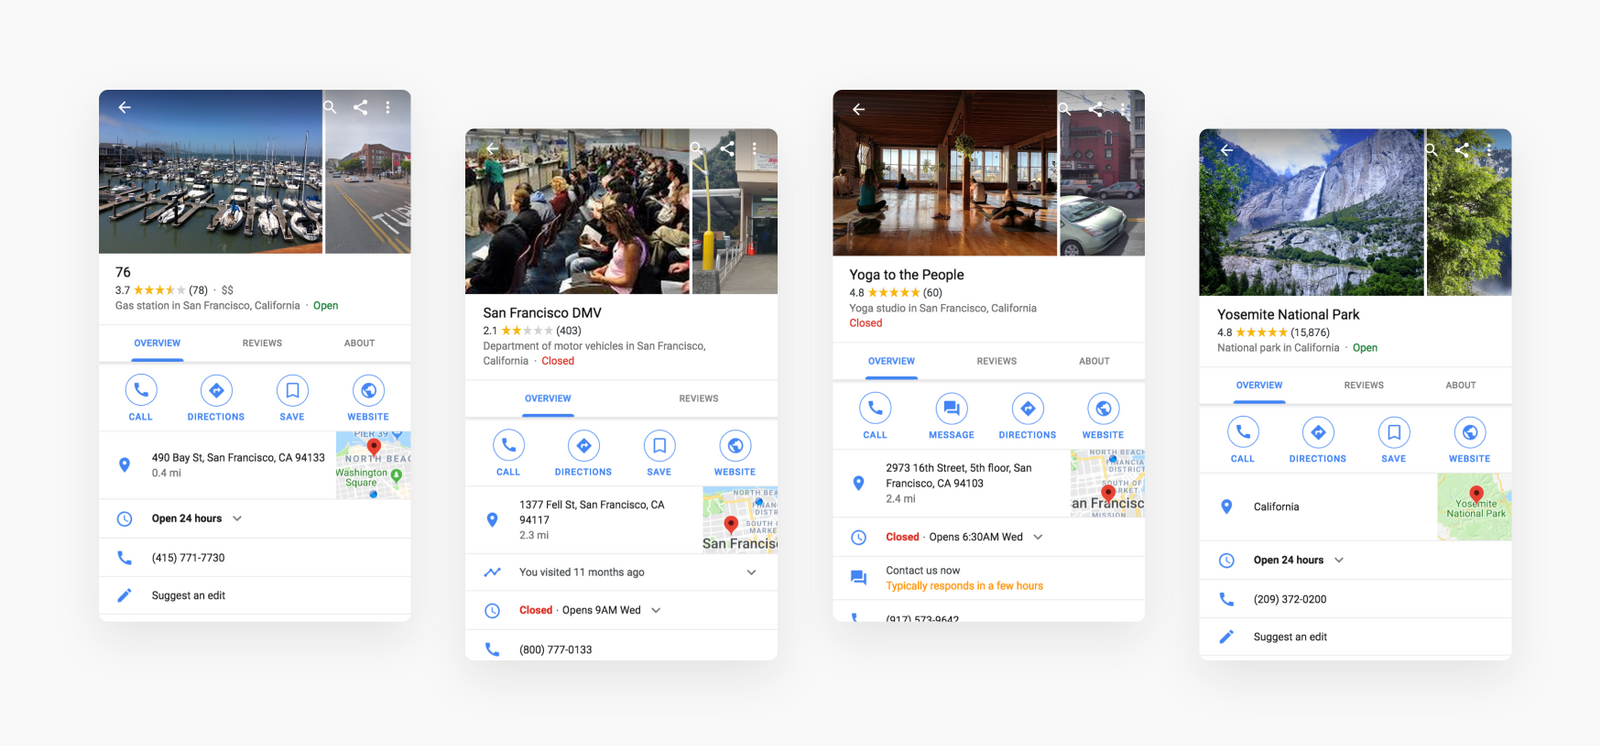 76
3.7 (78) · $$
Gas station in San Francisco, California · Open
OVERVIEW REVIEWS ABOUT
CALL DIRECTIONS SAVE WEBSITE
490 Bay St, San Francisco, CA 94133
0.4 mi
PIER 39
NORTH BEAC
Washington
Square
Open 24 hours
(415) 771-7730
Suggest an edit
San Francisco DMV
2.1 (403)
Department of motor vehicles in San Francisco,
California · Closed
OVERVIEW REVIEWS
CALL DIRECTIONS SAVE WEBSITE
1377 Fell St, San Francisco, CA
94117
2.3 mi
NORTH BEA
FINANCIA
DISTR
SOUTH O
MARKE
San Francisc
You visited 11 months ago
Closed · Opens 9AM Wed
(800) 777-0133
Yoga to the People
4.8 (60)
Yoga studio in San Francisco, California
Closed
OVERVIEW REVIEWS ABOUT
CALL MESSAGE DIRECTIONS WEBSITE
2973 16th Street, 5th floor, San
Francisco, CA 94103
2.4 mi
NORTH BEACH
FINANCIA
DISTRIC
SOUTH OF
MARKET
an Francisc
MISSION
Closed · Opens 6:30AM Wed
Contact us now
Typically responds in a few hours
(917) 573-9642
Yosemite National Park
4.8 (15,876)
National park in California · Open
OVERVIEW REVIEWS ABOUT
CALL DIRECTIONS SAVE WEBSITE
California
Yosemite
National Park
Open 24 hours
(209) 372-0200
Suggest an edit